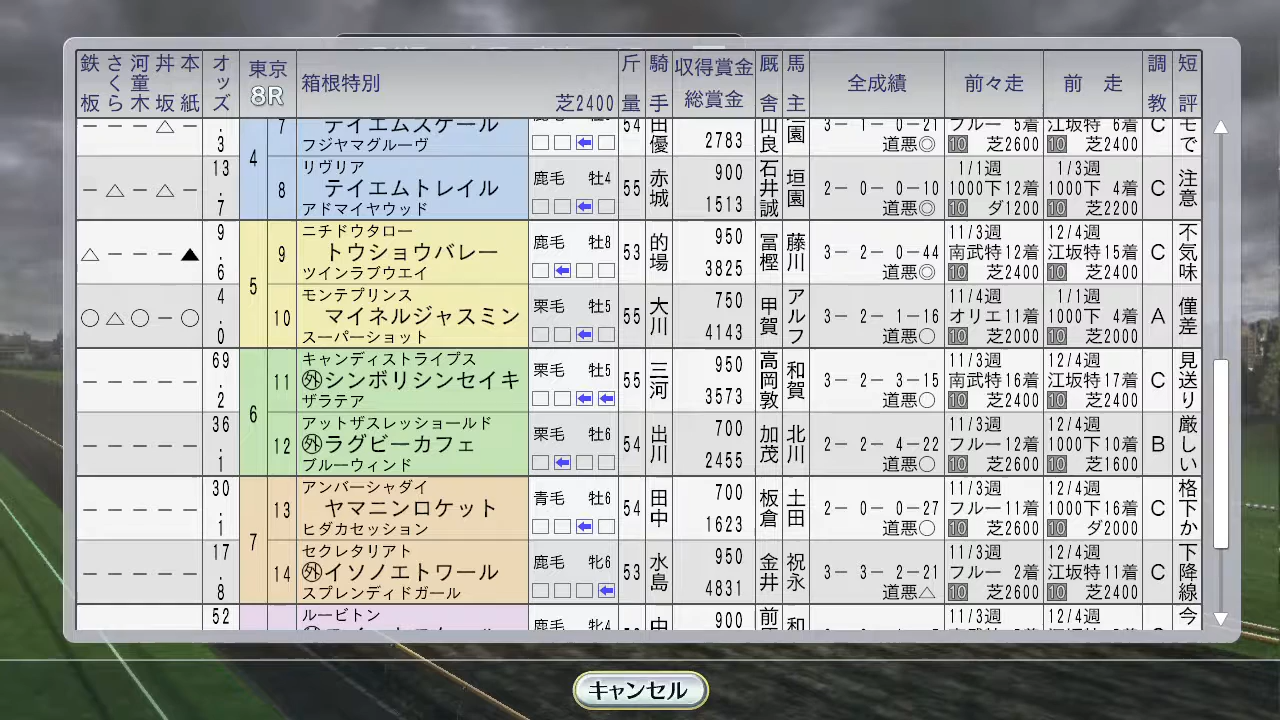 鉄板 さくら 河童木 丼坂 本紙 オッズ 東京 8R 箱根特別 芝2400 斤量 騎手 収得賞金 総賞金 厩舎 馬主 全成績 前々走 前 走 調教 短評
－ － － △ － .3 4 7 テイエムスケール 54 田優 2783 山良 園 3－ 1－ 0－21 フルー 5着 江坂特 6着 C モで
フジヤマグルーヴ 道悪◎ 10 芝2600 10 芝2400
リヴリア 1/1週 1/3週
－ △ － △ － 13.7 8 テイエムトレイル 鹿毛 牡4 55 赤城 900 1513 石井誠 垣園 2－ 0－ 0－10 1000下 12着 1000下 4着 C 注意
アドマイヤウッド 道悪◎ 10 ダ1200 10 芝2200
ニチドウタロー 11/3週 12/4週
△ － － － ▲ 9.6 5 9 トウショウバレー 鹿毛 牡8 53 的場 950 3825 冨樫 藤川 3－ 2－ 0－44 南武特 12着 江坂特 15着 C 不気味
ツインラブウエイ 道悪◎ 10 芝2400 10 芝2400
モンテプリンス 11/4週 1/1週
○ △ ○ － ○ 4.0 10 マイネルジャスミン 栗毛 牡5 55 大川 750 4143 甲賀 アルフ 3－ 2－ 1－16 オリエ 11着 1000下 4着 A 僅差
スーパーショット 道悪○ 10 芝2000 10 芝2000
キャンディストライプス 11/3週 12/4週
－ － － － － 69.2 6 11 外シンボリシンセイキ 栗毛 牡5 55 三河 950 3573 高岡敦 和賀 3－ 2－ 3－15 南武特 16着 江坂特 17着 C 見送り
ザラテア 道悪○ 10 芝2400 10 芝2400
アットザスレッショールド 11/3週 12/4週
－ － － － － 36.1 12 外ラグビーカフェ 栗毛 牡6 54 出川 700 2455 加茂 北川 2－ 2－ 4－22 フルー 12着 1000下 10着 B 厳しい
ブルーウィンド 道悪○ 10 芝2600 10 芝1600
アンバーシャダイ 11/3週 12/4週
－ － － － － 30.1 7 13 ヤマニンロケット 青毛 牡6 54 田中 700 1623 板倉 土田 2－ 0－ 0－27 フルー 11着 1000下 16着 C 格下か
ヒダカセッション 道悪○ 10 芝2600 10 ダ2000
セクレタリアト 11/3週 12/4週
－ － － － － 17.8 14 外イソノエトワール 鹿毛 牝6 53 水島 950 4831 金井 祝永 3－ 3－ 2－21 フルー 2着 江坂特 11着 C 下降線
スプレンディドガール 道悪△ 10 芝2600 10 芝2400
52 ルービトン 鹿毛 牝4 900 前 和 11/3週 12/4週 今
キャンセル